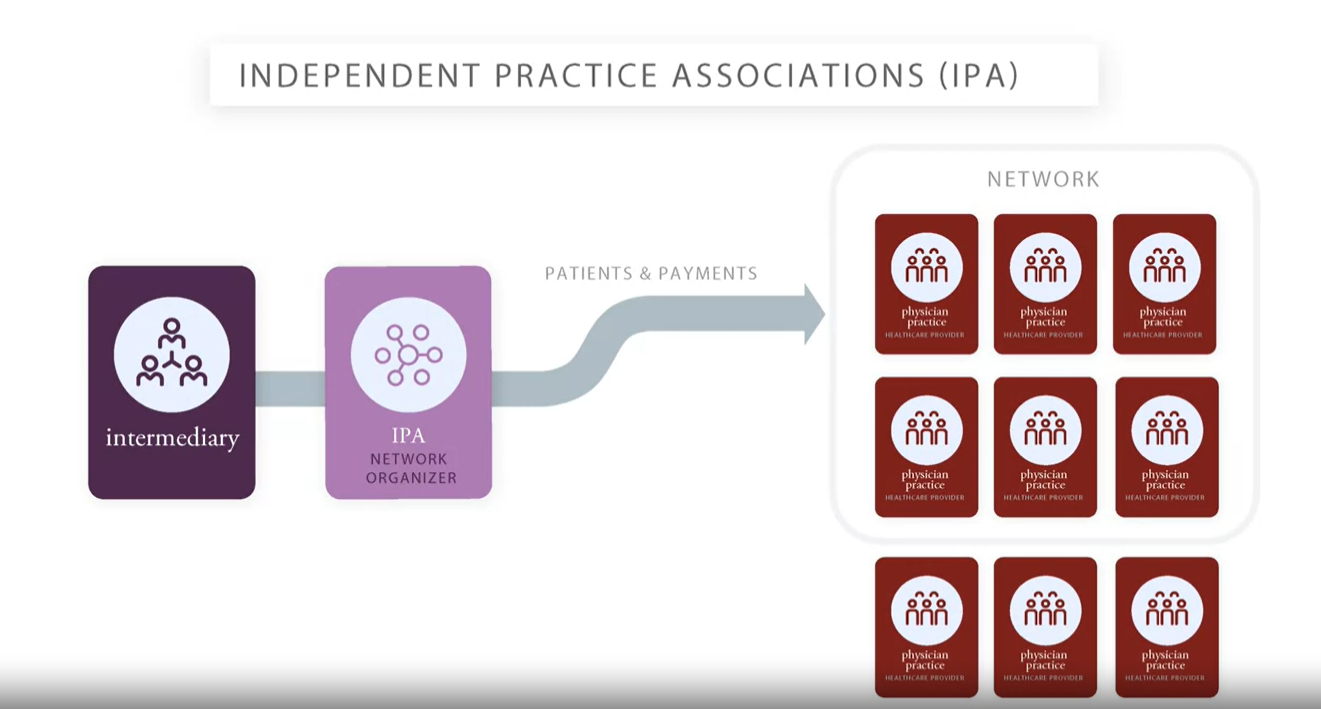 INDEPENDENT PRACTICE ASSOCIATIONS (IPA)
NETWORK
PATIENTS & PAYMENTS
intermediary
IPA
NETWORK
ORGANIZER
physician
practice
HEALTHCARE PROVIDER
physician
practice
HEALTHCARE PROVIDER
physician
practice
HEALTHCARE PROVIDER
physician
practice
HEALTHCARE PROVIDER
physician
practice
HEALTHCARE PROVIDER
physician
practice
HEALTHCARE PROVIDER
physician
practice
HEALTHCARE PROVIDER
physician
practice
HEALTHCARE PROVIDER
physician
practice
HEALTHCARE PROVIDER